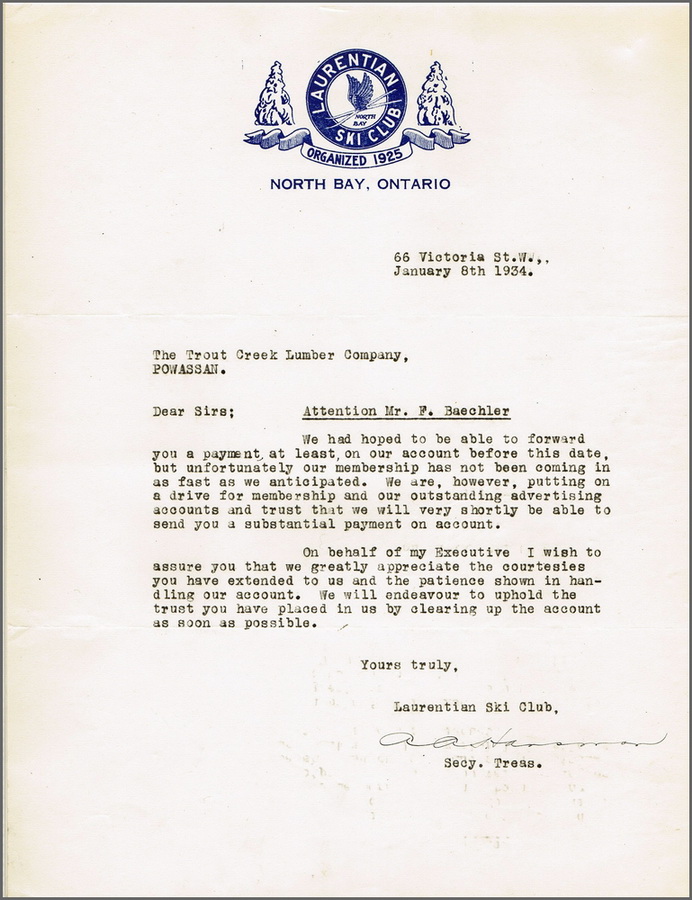 LAURENTIAN
NORTH
BAY
SKI CLUB
ORGANIZED 1925
NORTH BAY, ONTARIO
66 Victoria St.W.,,
January 8th 1934.
The Trout Creek Lumber Company,
POWASSAN.
Dear Sirs; Attention Mr. F. Baechler
We had hoped to be able to forward
you a payment, at least, on our account before this date,
but unfortunately our membership has not been coming in
as fast as we anticipated. We are, however, putting on
a drive for membership and our outstanding advertising
accounts and trust that we will very shortly be able to
send you a substantial payment on account.
On behalf of my Executive I wish to
assure you that we greatly appreciate the courtesies
you have extended to us and the patience shown in han-
dling our account. We will endeavour to uphold the
trust you have placed in us by clearing up the account
as soon as possible.
Yours truly,
Laurentian Ski Club,
Secy. Treas.